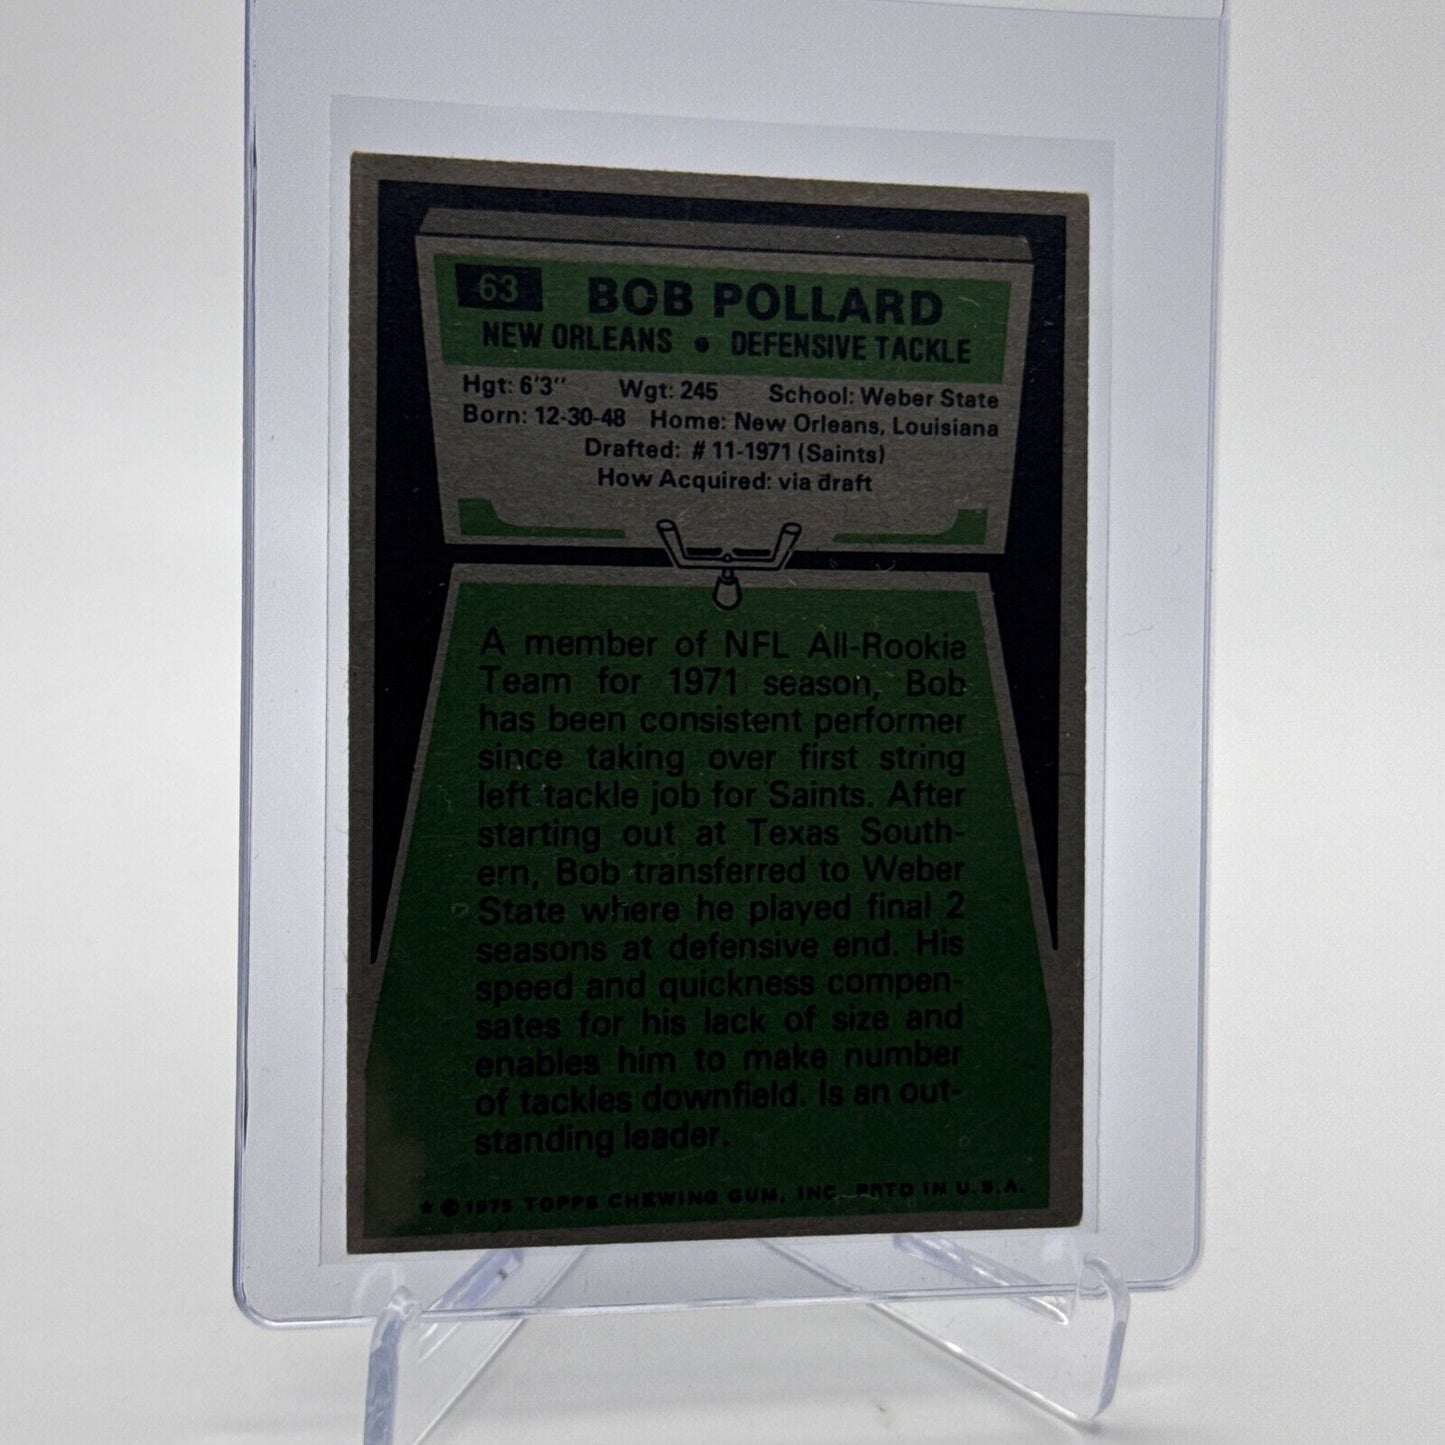 63 BOB POLLARD
NEW ORLEANS • DEFENSIVE TACKLE
Hgt: 6'3" Wgt: 245 School: Weber State
Born: 12-30-48 Home: New Orleans, Louisiana
Drafted: # 11-1971 (Saints)
How Acquired: via draft
A member of NFL All-Rookie
Team for 1971 season, Bob
has been consistent performer
since taking over first string
left tackle job for Saints. After
starting out at Texas South-
ern, Bob transferred to Weber
State where he played final 2
seasons at defensive end. His
speed and quickness compen-
sates for his lack of size and
enables him to make number
of tackles downfield. Is an out-
standing leader.
* © 1975 TOPPS CHEWING GUM, INC. PRTD IN U.S.A.